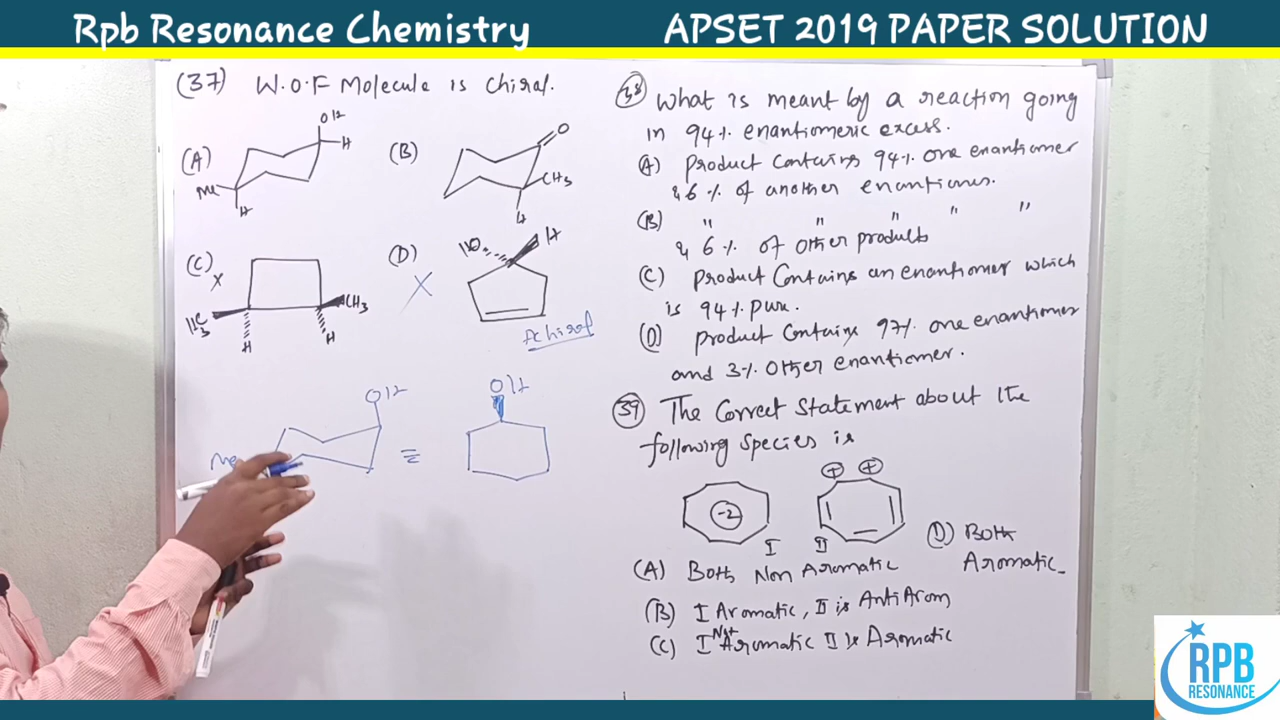 Rpb Resonance Chemistry
APSET 2019 PAPER SOLUTION
(37) W.O.F Molecule is chiral.
(A)
OH
H
Me
H
(B)
O
CH3
H
(C)
X
H3C
CH3
H
H
(D)
X
HO
H
Achiral
OH
Me
≡
OH
(38) What is meant by a reaction going
in 94% enantiomeric excess.
(A) Product Contains 94% one enantiomer
& 6% of another enantiomer.
(B) " " " " "
& 6% of other products
(C) Product Contains an enantiomer which
is 94% pure.
(D) product Contains 97% one enantiomer
and 3% Other enantiomer.
(39) The Correct Statement about the
following species is
-2
I
+ +
II
(A) Both Non Aromatic
(B) I Aromatic, II is AntiArom
(C) I Not Aromatic II is Aromatic
(D) Both
Aromatic
RPB
RESONANCE